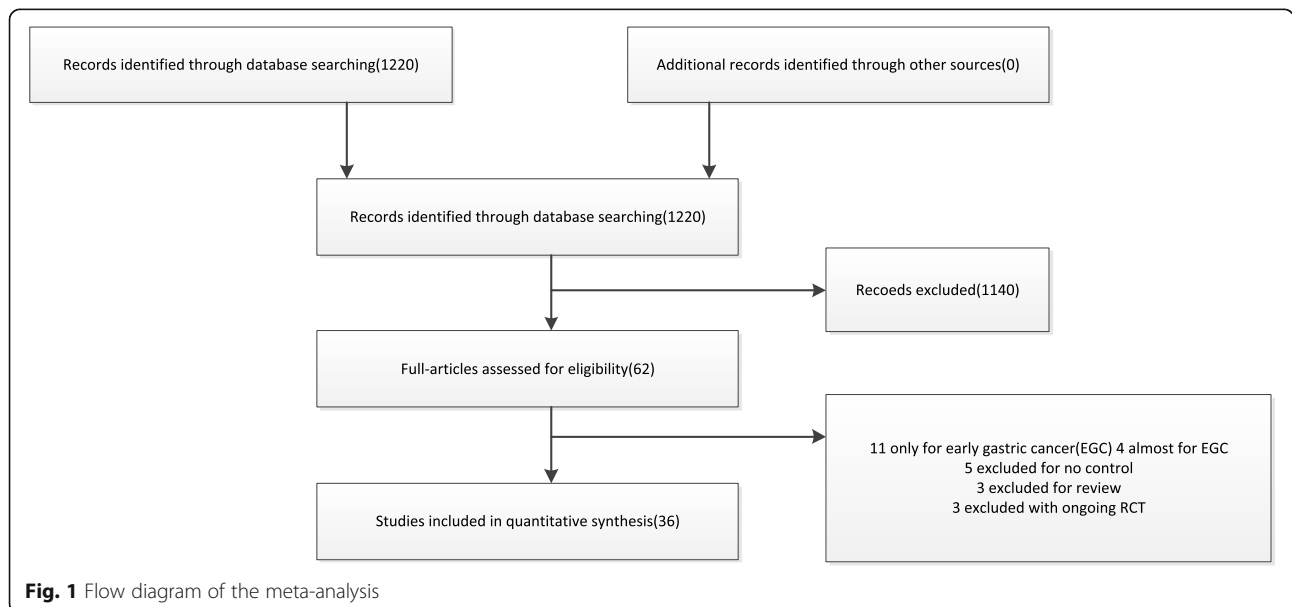 Records identified through database searching(1220)
Additional records identified through other sources(0)
Records identified through database searching(1220)
Recoeds excluded(1140)
Full-articles assessed for eligibility(62)
11 only for early gastric cancer(EGC) 4 almost for EGC
5 excluded for no control
3 excluded for review
3 excluded with ongoing RCT
Studies included in quantitative synthesis(36)
Fig. 1 Flow diagram of the meta-analysis